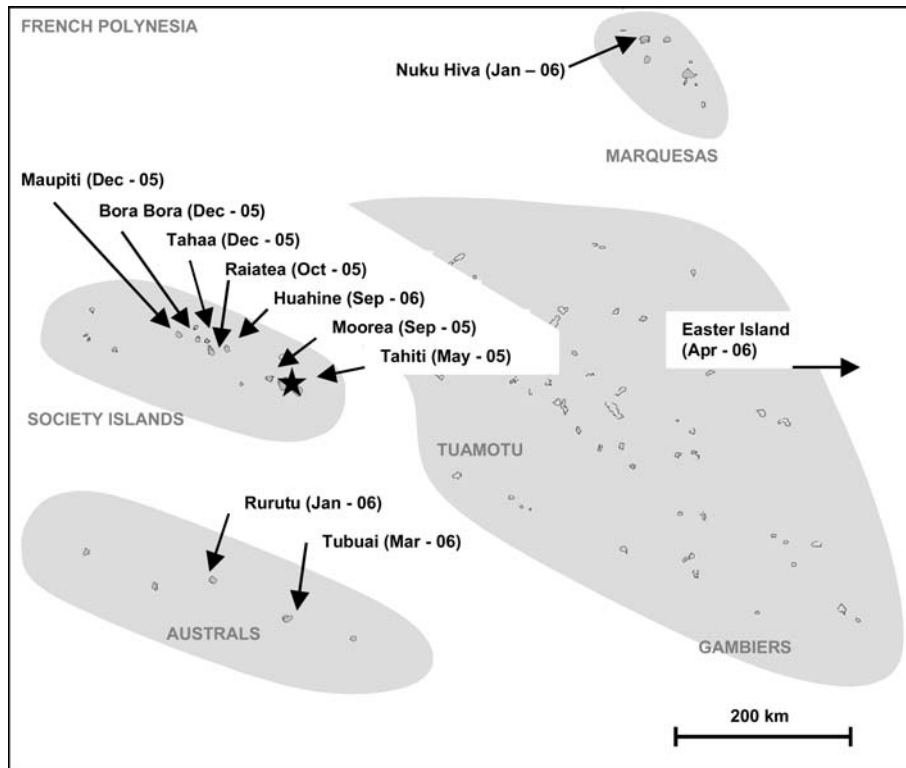 FRENCH POLYNESIA
Nuku Hiva (Jan – 06)
MARQUESAS
Maupiti (Dec - 05)
Bora Bora (Dec - 05)
Tahaa (Dec - 05)
Raiatea (Oct - 05)
Huahine (Sep - 06)
Moorea (Sep - 05)
Tahiti (May - 05)
Easter Island
(Apr - 06)
SOCIETY ISLANDS
TUAMOTU
Rurutu (Jan - 06)
Tubuai (Mar - 06)
AUSTRALS
GAMBIERS
200 km